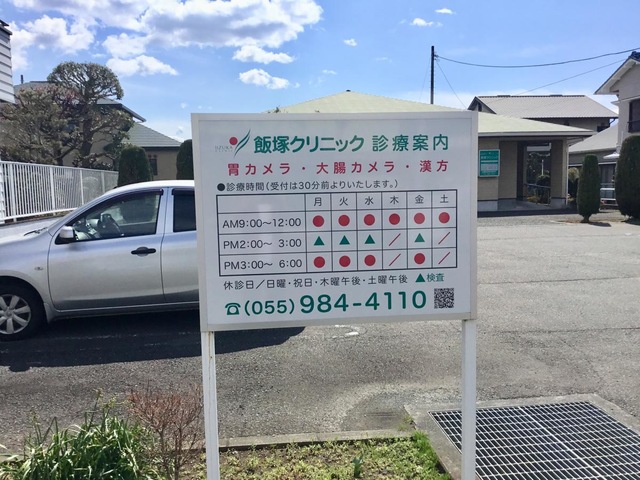 飯塚クリニック 診療案内
胃カメラ・大腸カメラ・漢方
●診療時間(受付は30分前よりいたします。)
月 火 水 木 金 土
AM9:00〜12:00 ● ● ● ● ● ●
PM2:00〜 3:00 ▲ ▲ ▲ / ▲ /
PM3:00〜 6:00 ● ● ● / ● /
休診日/日曜・祝日・木曜午後・土曜午後 ▲検査
☎(055)984-4110